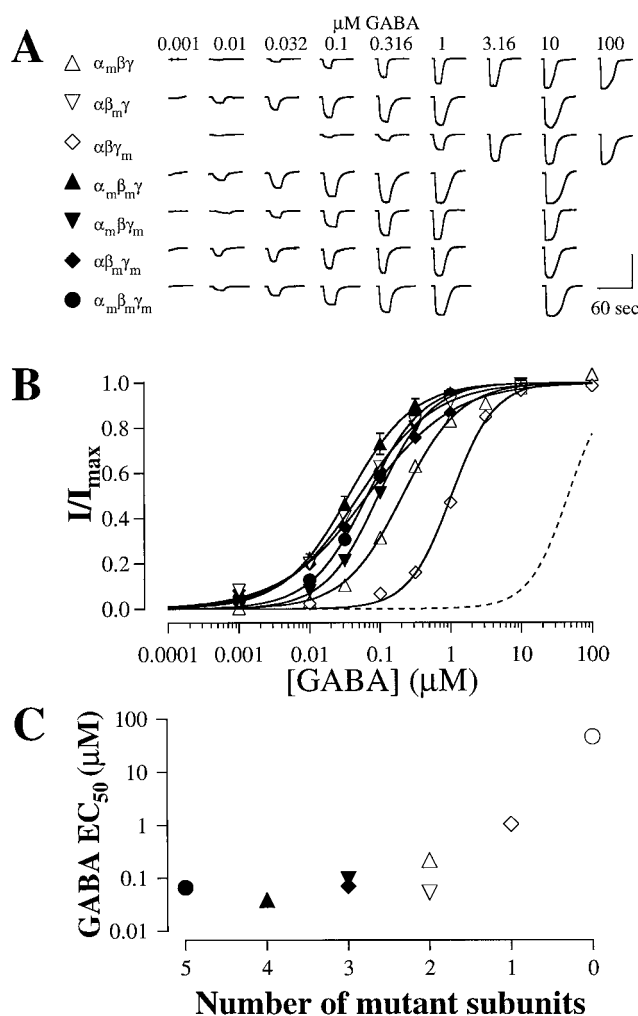 A
μM GABA
0.001 0.01 0.032 0.1 0.316 1 3.16 10 100
αmβγ
αβmγ
αβγm
αmβmγ
αmβγm
αβmγm
αmβmγm
60 sec
B
I/Imax
1.0
0.8
0.6
0.4
0.2
0.0
0.0001 0.001 0.01 0.1 1 10 100
[GABA] (μM)
C
GABA EC50 (μM)
100
10
1
0.1
0.01
5 4 3 2 1 0
Number of mutant subunits